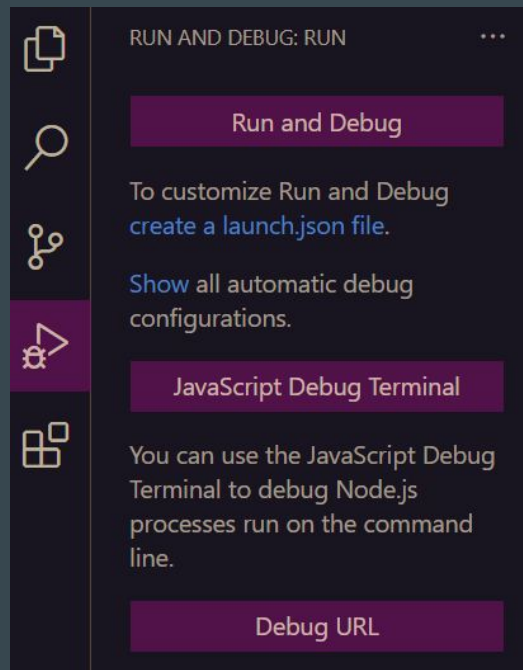 RUN AND DEBUG: RUN ···
Run and Debug
To customize Run and Debug
create a launch.json file.
Show all automatic debug
configurations.
JavaScript Debug Terminal
You can use the JavaScript Debug
Terminal to debug Node.js
processes run on the command
line.
Debug URL